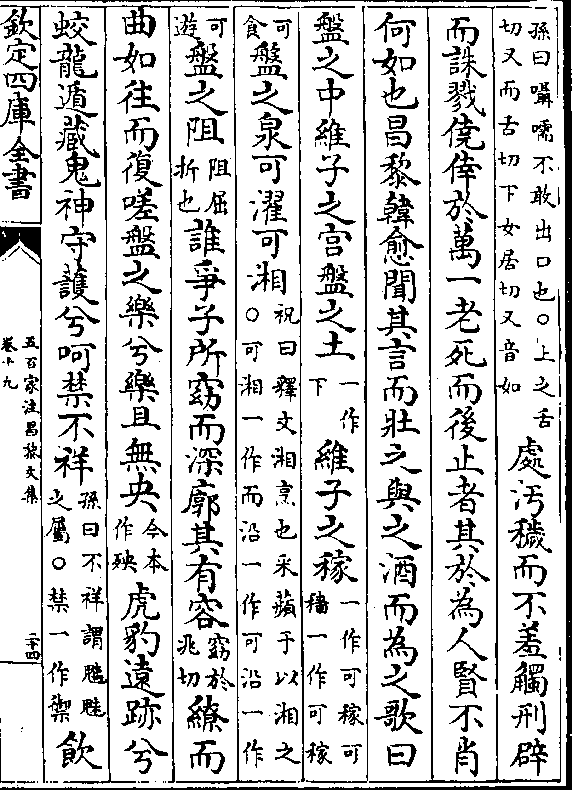 孫曰囁嚅不敢出口也○上之舌切又而舌切下女居切又音如處汚穢而不羞觸刑辟
而誅戮僥倖於萬一老死而後止者其於為人賢不肖
何如也昌黎韓愈聞其言而壯之與之酒而為之歌曰
盤之中維子之宫盤之土一作下維子之稼一作可稼可穡一作可稼
可食盤之泉可濯可湘祝曰釋文湘烹也采蘋于以湘之○可湘一作而沿一作可沿一作
可遊盤之阻阻屈折也誰爭子所窈而深廓其有容窈於兆切繚而
曲如往而復嗟盤之樂兮樂且無央今本作殃虎豹遠跡兮
蛟龍遁藏鬼神守䕶兮呵禁不祥孫曰不祥謂魑魅之屬○禁一作禦飲
欽定四庫全書
五百家注昌黎文集
卷十九
二十四